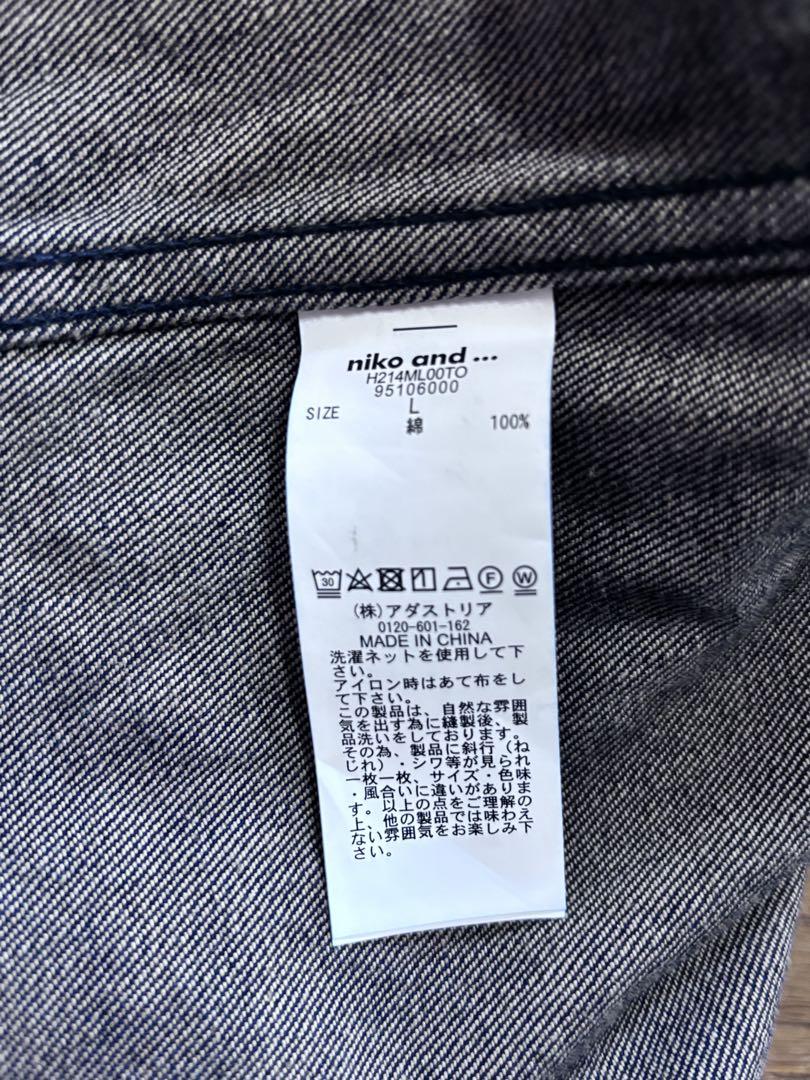 niko and ...
H214ML00TO
95106000
SIZE L
綿 100%
30 F W
(株)アダストリア
0120-601-162
MADE IN CHINA
洗濯ネットを使用して下
さい。
アイロン時はあて布をし
て下さい。
この製品は、自然な雰囲
気を出す為に縫製後、製
品洗いをしております。
その為、製品に斜行(ね
じれ)・シワ等が見られ
一枚一枚、サイズ・色味
・風合いに違いがありま
す。以上の点をご理解の
上、他の製品では味わえ
ない雰囲気をお楽しみ下
さい。